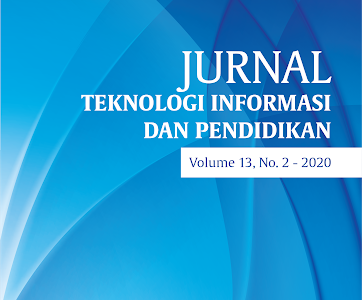 JURNAL
TEKNOLOGI INFORMASI
DAN PENDIDIKAN
Volume 13, No. 2 - 2020